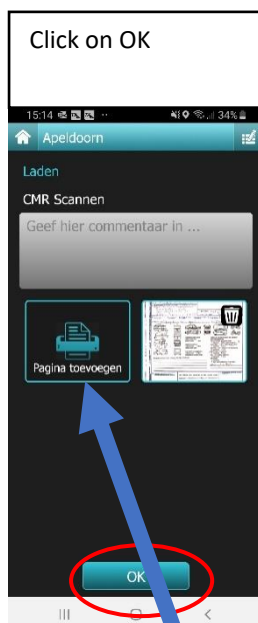 Click on OK
15:14
34%
Apeldoorn
Laden
CMR Scannen
Geef hier commentaar in ...
Pagina toevoegen
OK